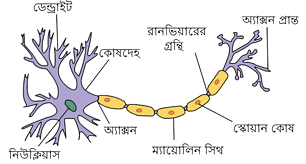 ডেনড্রাইট
কোষদেহ
রানভিয়ারের
গ্রন্থি
অ্যাক্সন প্রান্ত
অ্যাক্সন
স্কোয়ান কোষ
ম্যায়োলিন সিথ
নিউক্লিয়াস